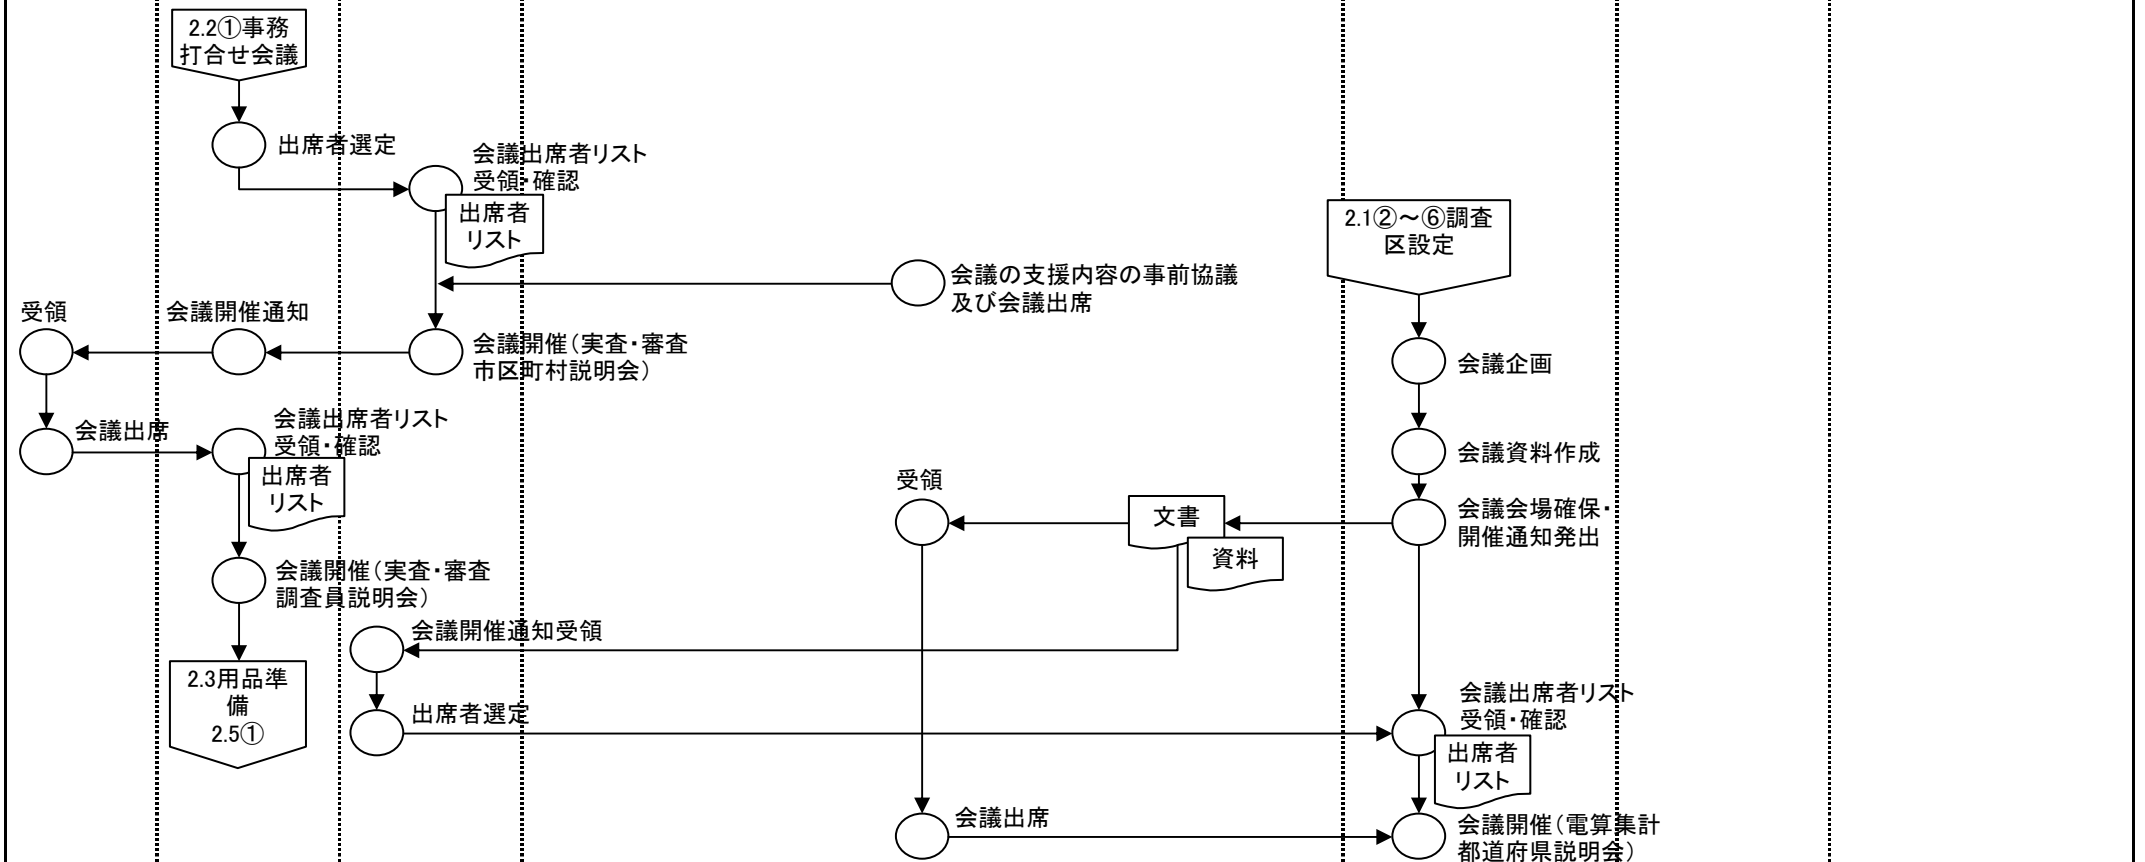 2.2①事務
打合せ会議
出席者選定
会議出席者リスト
受領・確認
出席者
リスト
2.1②～⑥調査
区設定
会議の支援内容の事前協議
及び会議出席
受領
会議開催通知
会議開催（実査・審査
市区町村説明会）
会議企画
会議出席
会議出席者リスト
受領・確認
出席者
リスト
会議資料作成
受領
文書
資料
会議会場確保・
開催通知発出
会議開催（実査・審査
調査員説明会）
会議開催通知受領
2.3用品準
備
2.5①
出席者選定
会議出席者リスト
受領・確認
出席者
リスト
会議出席
会議開催（電算集計
都道府県説明会）